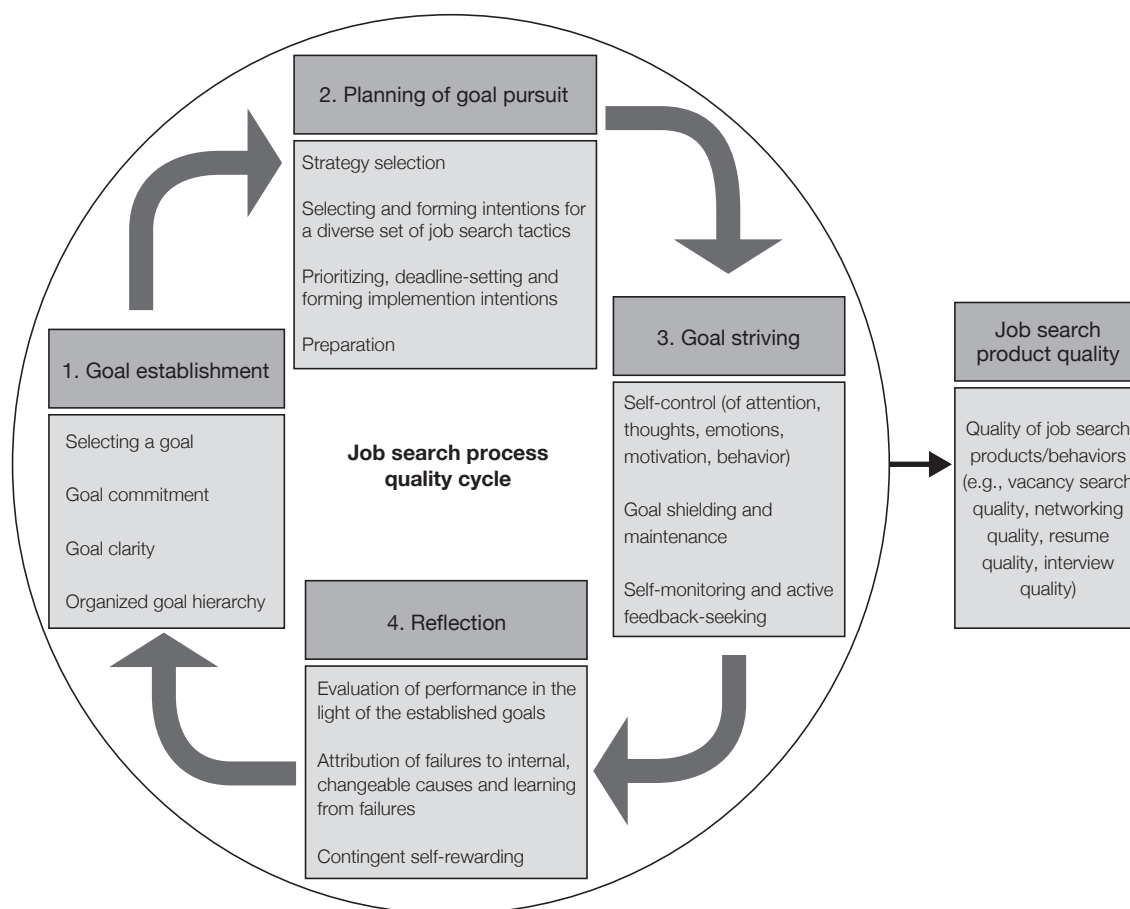 2. Planning of goal pursuit
Strategy selection
Selecting and forming intentions for
a diverse set of job search tactics
Prioritizing, deadline-setting and
forming implemention intentions
Preparation
1. Goal establishment
Selecting a goal
Goal commitment
Goal clarity
Organized goal hierarchy
Job search process
quality cycle
3. Goal striving
Self-control (of attention,
thoughts, emotions,
motivation, behavior)
Goal shielding and
maintenance
Self-monitoring and active
feedback-seeking
4. Reflection
Evaluation of performance in the
light of the established goals
Attribution of failures to internal,
changeable causes and learning
from failures
Contingent self-rewarding
Job search
product quality
Quality of job search
products/behaviors
(e.g., vacancy search
quality, networking
quality, resume
quality, interview
quality)